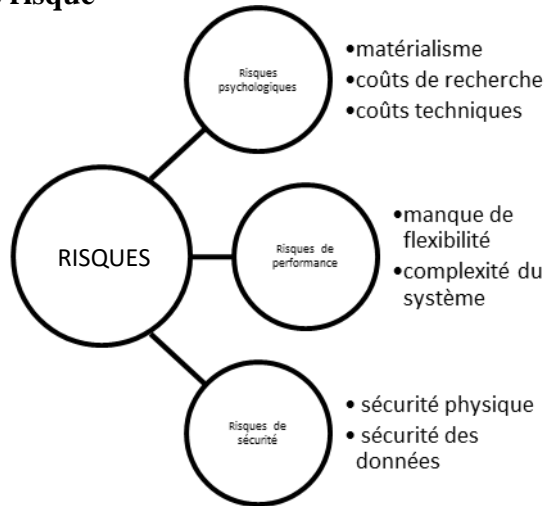 risque
Risques
psychologiques
•matérialisme
•coûts de recherche
•coûts techniques
RISQUES
Risques de
performance
•manque de
flexibilité
•complexité du
système
Risques de
sécurité
• sécurité physique
• sécurité des
données